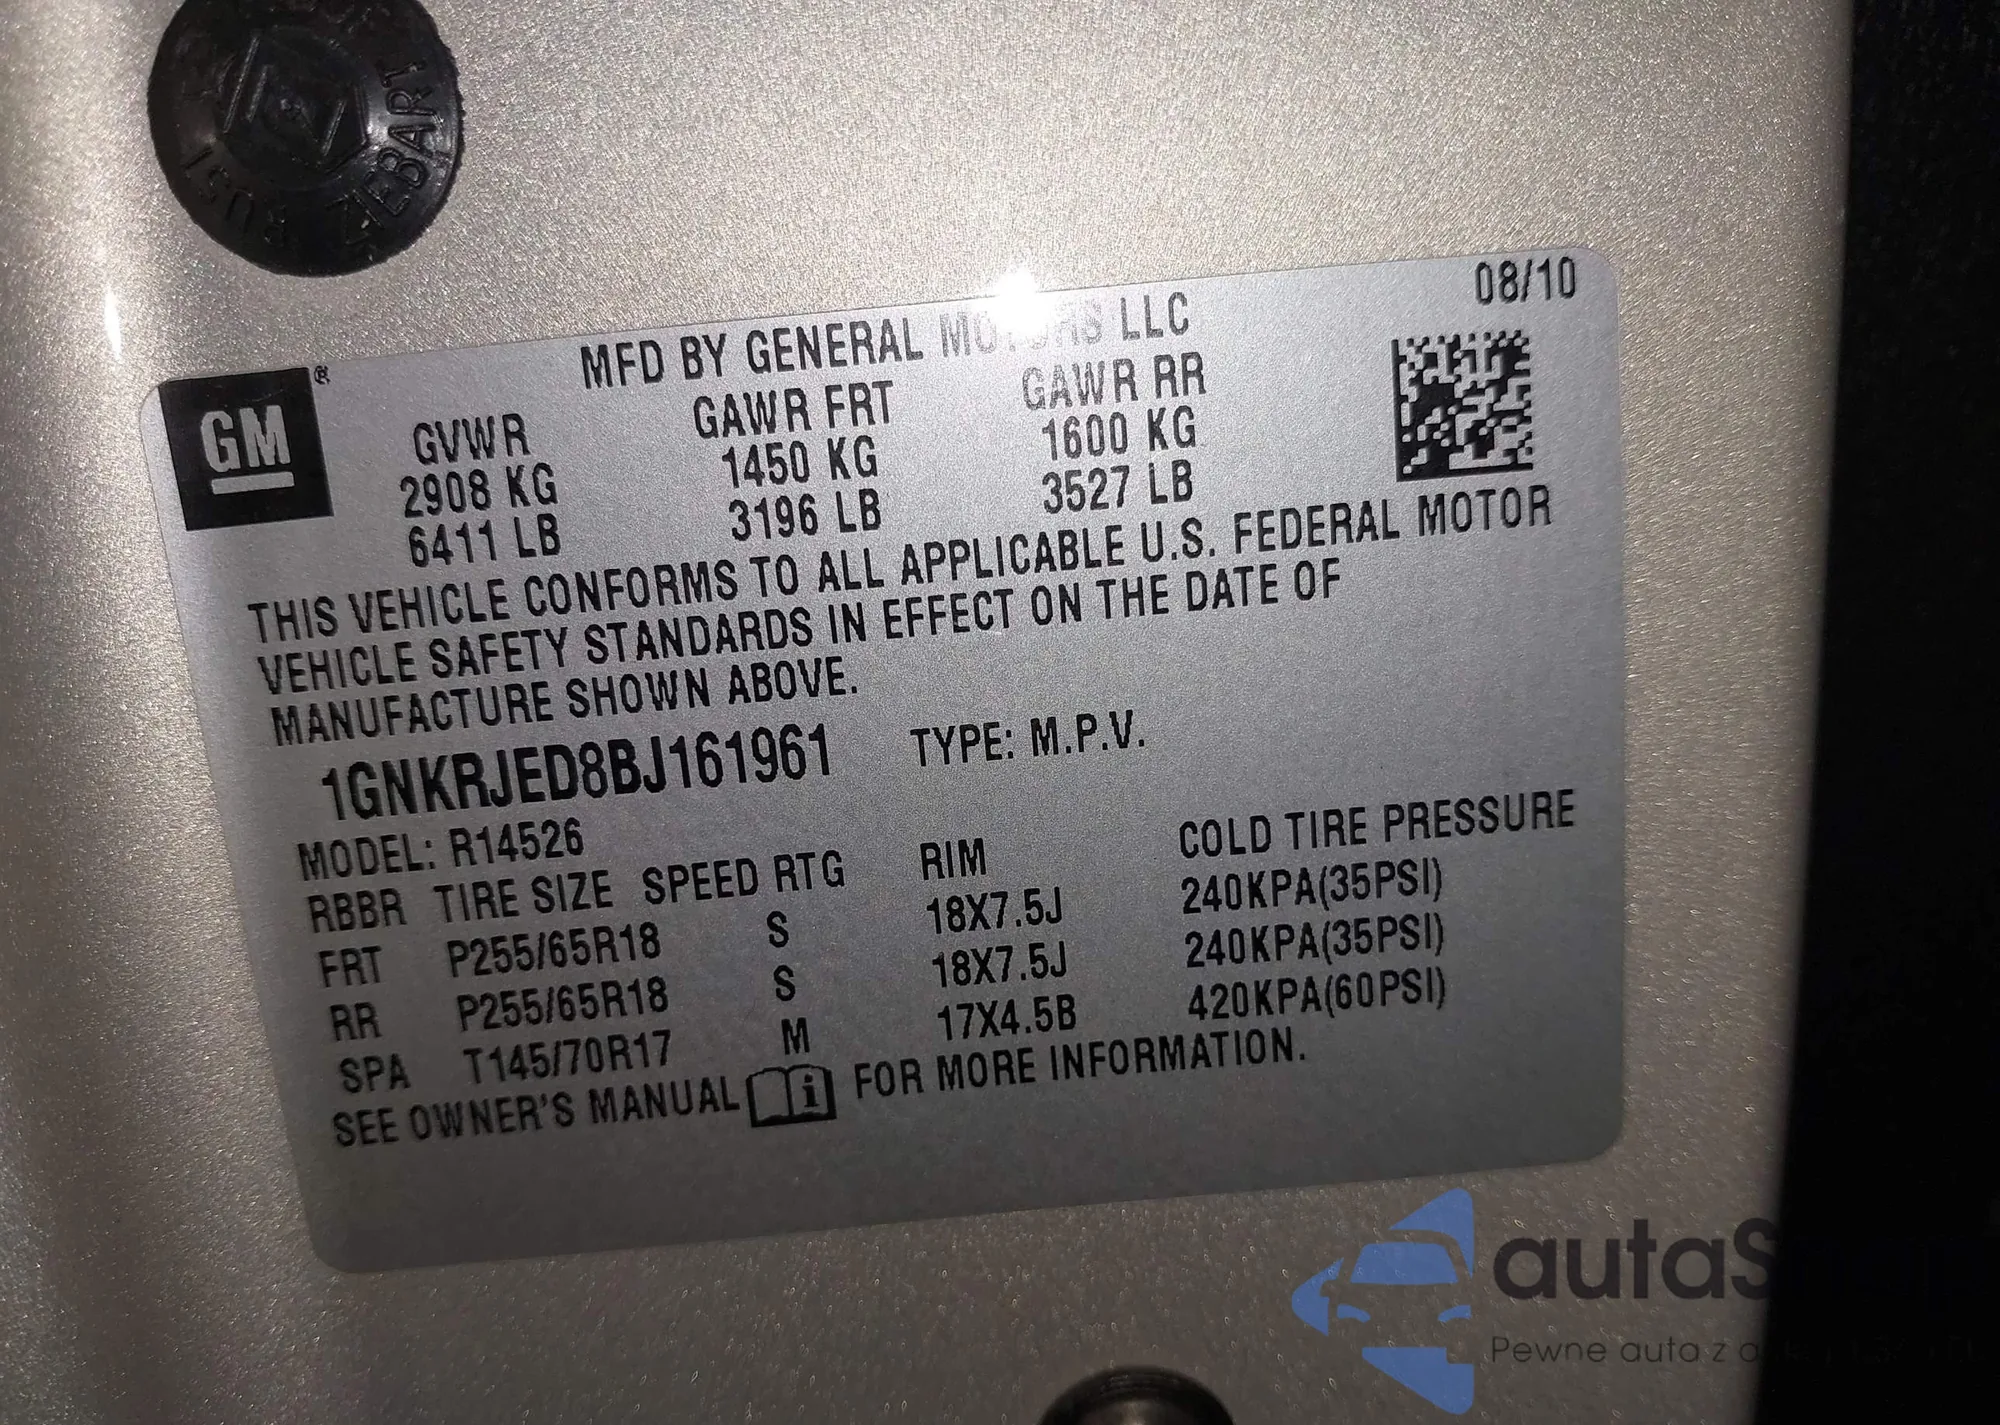 RUST ZIEBART
08/10
MFD BY GENERAL MOTORS LLC
GM®
GVWR GAWR FRT GAWR RR
2908 KG 1450 KG 1600 KG
6411 LB 3196 LB 3527 LB
THIS VEHICLE CONFORMS TO ALL APPLICABLE U.S. FEDERAL MOTOR
VEHICLE SAFETY STANDARDS IN EFFECT ON THE DATE OF
MANUFACTURE SHOWN ABOVE.
1GNKRJED8BJ161961 TYPE: M.P.V.
MODEL: R14526
RBBR TIRE SIZE SPEED RTG RIM COLD TIRE PRESSURE
FRT P255/65R18 S 18X7.5J 240KPA(35PSI)
RR P255/65R18 S 18X7.5J 240KPA(35PSI)
SPA T145/70R17 M 17X4.5B 420KPA(60PSI)
SEE OWNER'S MANUAL FOR MORE INFORMATION.
autaS
Pewne auta z